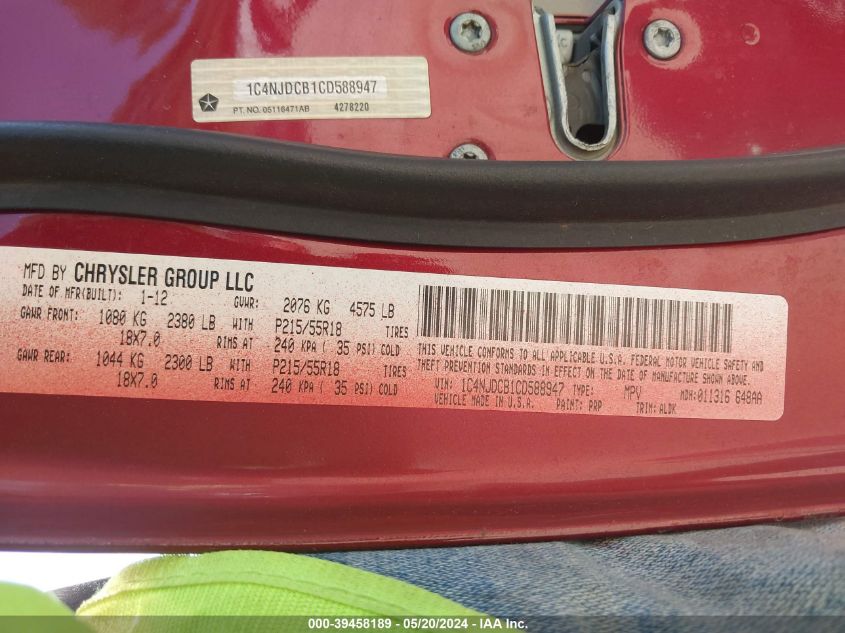 1C4NJDCB1CD588947
PT. NO. 05116471AB 4278220
MFD BY CHRYSLER GROUP LLC
DATE OF MFR(BUILT): 1-12 GVWR: 2076 KG 4575 LB
GAWR FRONT: 1080 KG 2380 LB WITH P215/55R18 TIRES
18X7.0 RIMS AT 240 KPA ( 35 PSI) COLD
GAWR REAR: 1044 KG 2300 LB WITH P215/55R18 TIRES
18X7.0 RIMS AT 240 KPA ( 35 PSI) COLD
THIS VEHICLE CONFORMS TO ALL APPLICABLE U.S.A. FEDERAL MOTOR VEHICLE SAFETY AND
THEFT PREVENTION STANDARDS IN EFFECT ON THE DATE OF MANUFACTURE SHOWN ABOVE.
VIN: 1C4NJDCB1CD588947 TYPE: MPV MDH:011316 648AA
VEHICLE MADE IN U.S.A. PAINT: PRP TRIM: ALDK
000-39458189 - 05/20/2024 - IAA Inc.